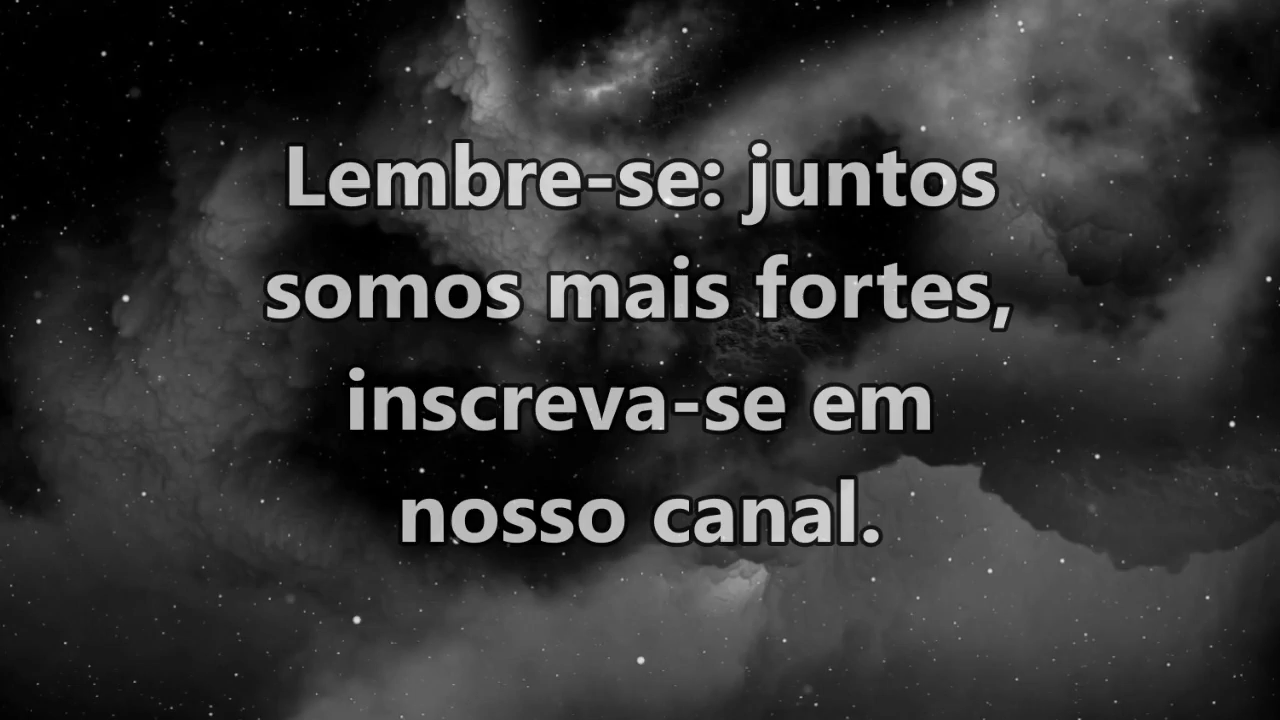 Lembre-se: juntos
somos mais fortes,
inscreva-se em
nosso canal.